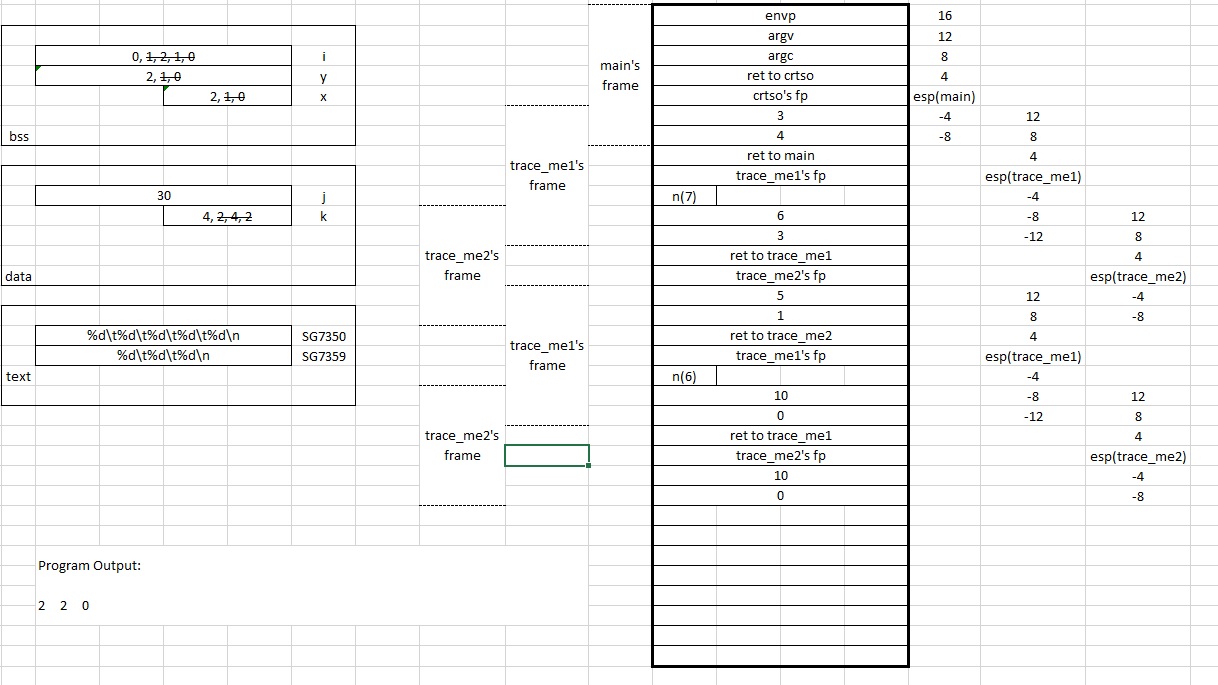 envp 16
argv 12
0, 1, 2, 1, 0 i argc 8
2, 1, 0 y main's frame ret to crtso 4
2, 1, 0 x crtso's fp esp(main)
3 -4 12
bss 4 -8 8
trace_me1's frame ret to main 4
trace_me1's fp esp(trace_me1)
30 j n(7) -4
4, 2, 4, 2 k 6 -8 12
3 -12 8
trace_me2's frame ret to trace_me1 4
data trace_me2's fp esp(trace_me2)
5 12 -4
1 8 -8
%d\t%d\t%d\t%d\t%d\n SG7350 ret to trace_me2 4
%d\t%d\t%d\n SG7359 trace_me1's frame trace_me1's fp esp(trace_me1)
text n(6) -4
10 -8 12
0 -12 8
trace_me2's frame ret to trace_me1 4
trace_me2's fp esp(trace_me2)
10 -4
0 -8
Program Output:
2 2 0